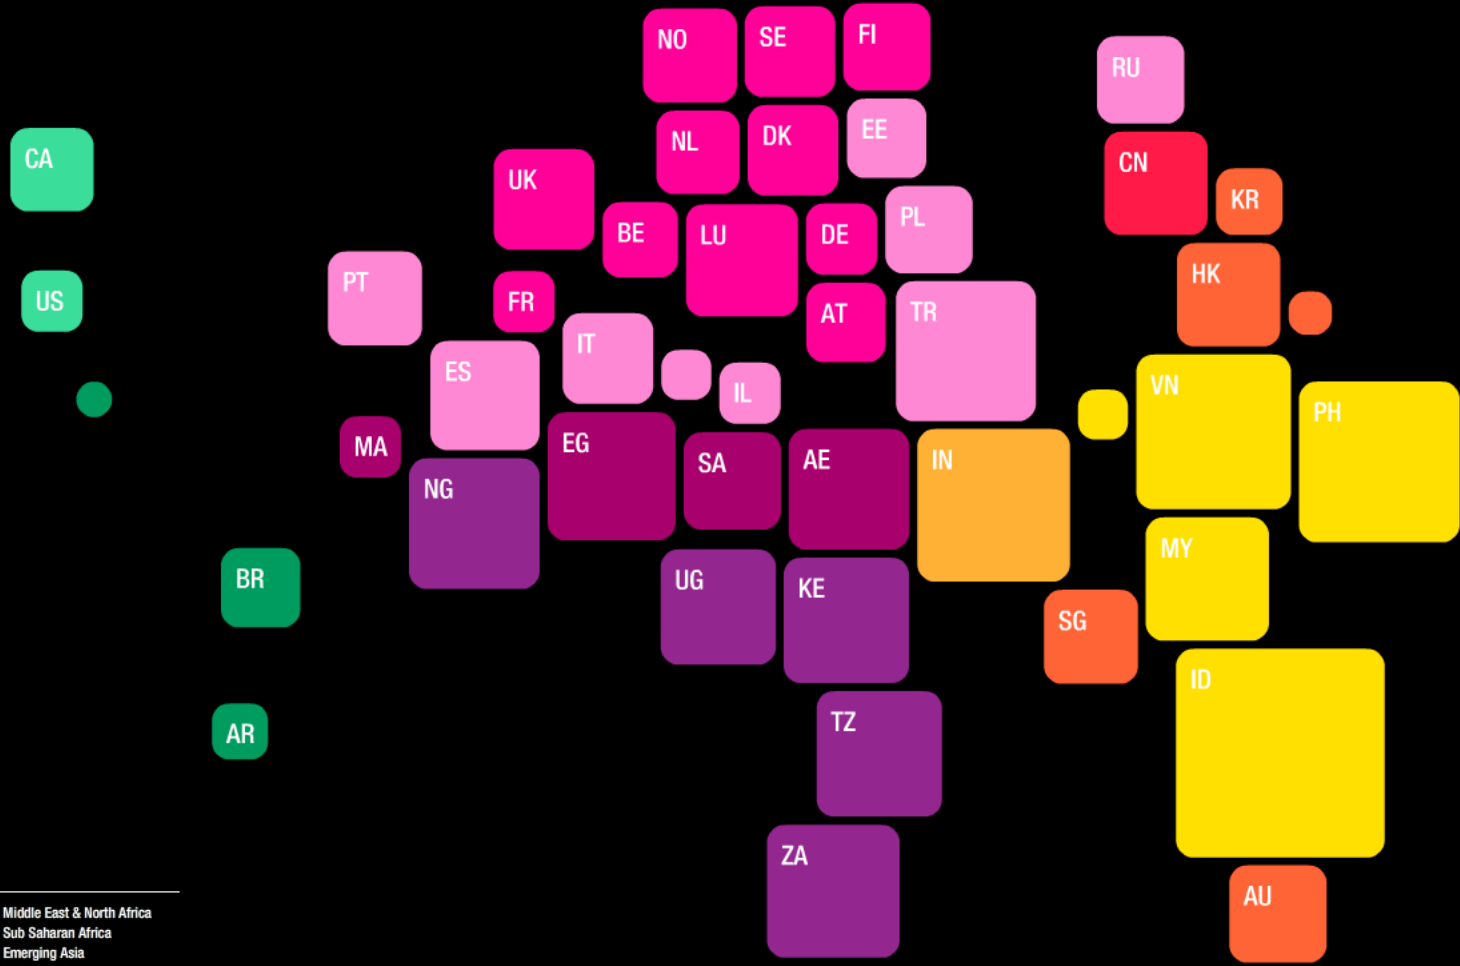 NO
SE
FI
RU
NL
DK
EE
CN
CA
UK
KR
BE
LU
DE
PL
HK
PT
US
FR
AT
TR
IT
ES
IL
VN
PH
MA
EG
SA
AE
IN
NG
MY
BR
UG
KE
SG
ID
TZ
AR
ZA
AU
Middle East & North Africa
Sub Saharan Africa
Emerging Asia